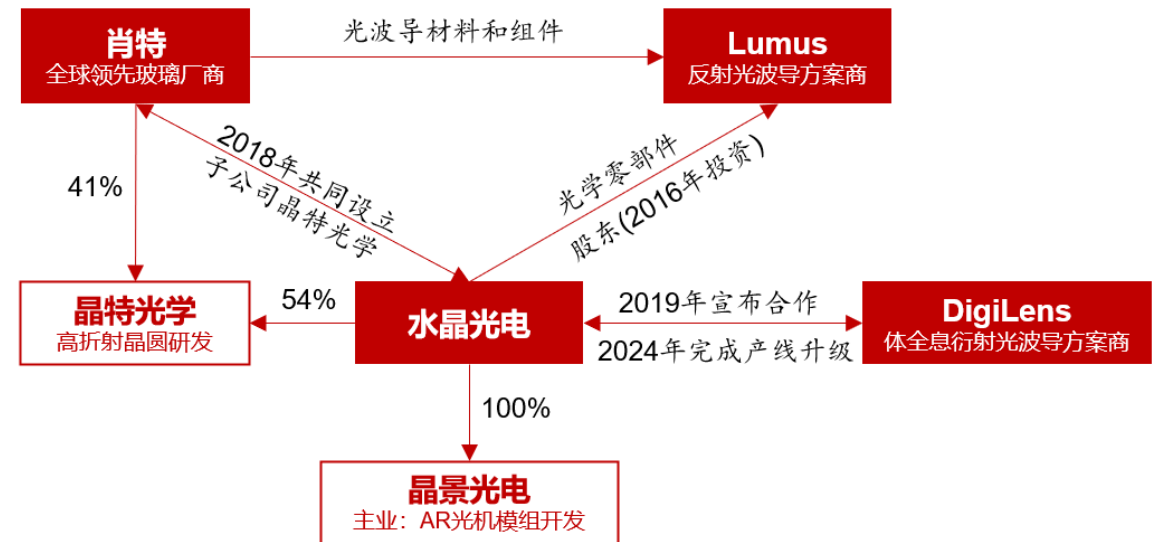 肖特
全球领先玻璃厂商
光波导材料和组件
Lumus
反射光波导方案商
41%
2018年共同设立
子公司晶特光学
光学零部件
股东(2016年投资)
晶特光学
高折射晶圆研发
54%
水晶光电
2019年宣布合作
2024年完成产线升级
DigiLens
体全息衍射光波导方案商
100%
晶景光电
主业：AR光机模组开发